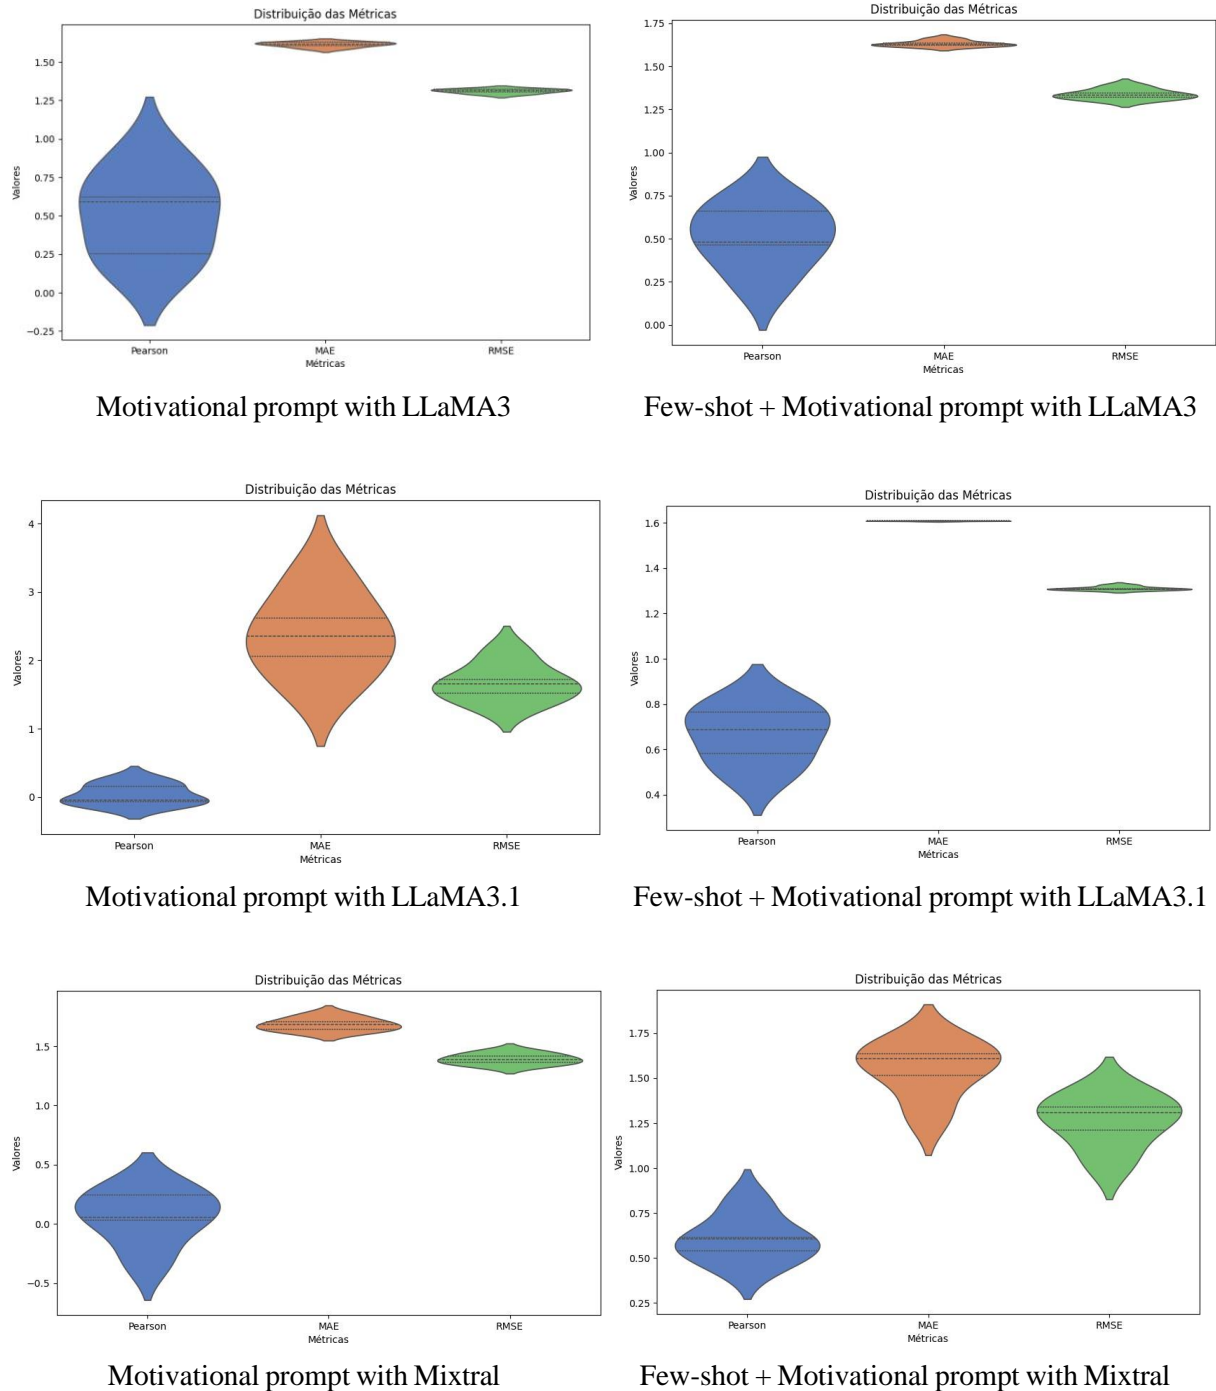 Distribuição das Métricas
Valores
1.50
1.25
1.00
0.75
0.50
0.25
0.00
−0.25
Pearson
MAE
RMSE
Métricas
Motivational prompt with LLaMA3
Distribuição das Métricas
Valores
1.75
1.50
1.25
1.00
0.75
0.50
0.25
0.00
Pearson
MAE
RMSE
Métricas
Few-shot + Motivational prompt with LLaMA3
Distribuição das Métricas
Valores
4
3
2
1
0
Pearson
MAE
RMSE
Métricas
Motivational prompt with LLaMA3.1
Distribuição das Métricas
Valores
1.6
1.4
1.2
1.0
0.8
0.6
0.4
Pearson
MAE
RMSE
Métricas
Few-shot + Motivational prompt with LLaMA3.1
Distribuição das Métricas
Valores
1.5
1.0
0.5
0.0
−0.5
Pearson
MAE
RMSE
Métricas
Motivational prompt with Mixtral
Distribuição das Métricas
Valores
1.75
1.50
1.25
1.00
0.75
0.50
0.25
Pearson
MAE
RMSE
Métricas
Few-shot + Motivational prompt with Mixtral